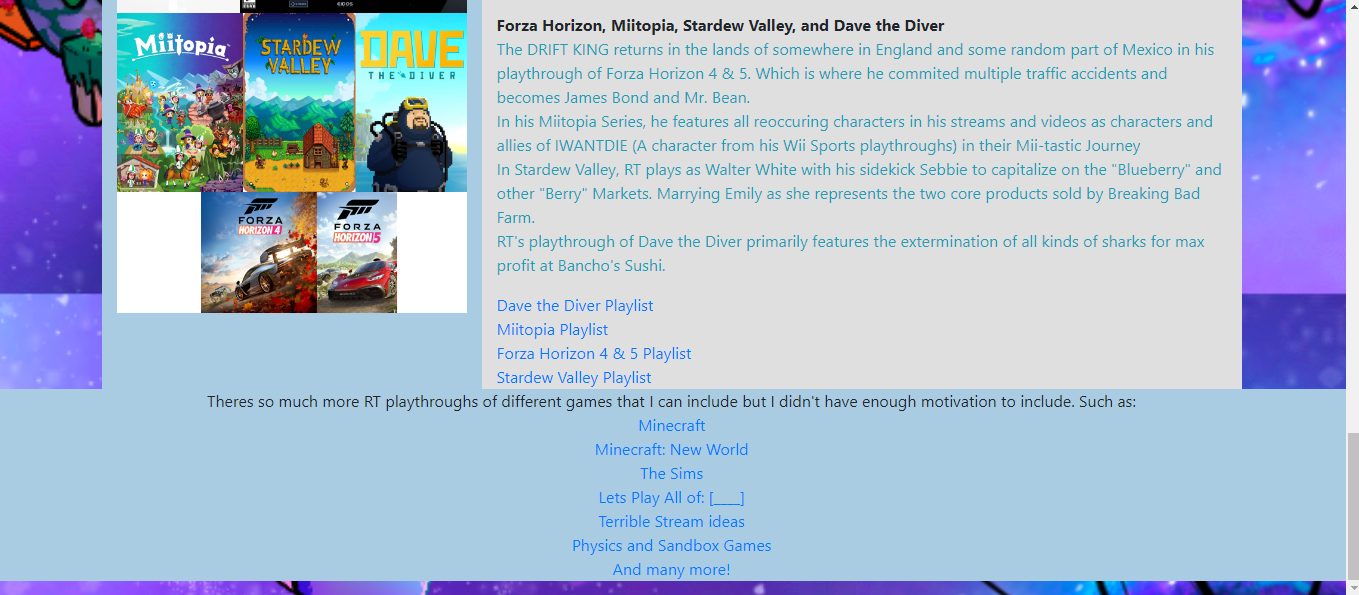 Miitopia
STARDEW
VALLEY
DAVE
THE DIVER
FORZA
HORIZON 4
FORZA
HORIZON 5
Forza Horizon, Miitopia, Stardew Valley, and Dave the Diver
The DRIFT KING returns in the lands of somewhere in England and some random part of Mexico in his
playthrough of Forza Horizon 4 & 5. Which is where he commited multiple traffic accidents and
becomes James Bond and Mr. Bean.
In his Miitopia Series, he features all reoccuring characters in his streams and videos as characters and
allies of IWANTDIE (A character from his Wii Sports playthroughs) in their Mii-tastic Journey
In Stardew Valley, RT plays as Walter White with his sidekick Sebbie to capitalize on the "Blueberry" and
other "Berry" Markets. Marrying Emily as she represents the two core products sold by Breaking Bad
Farm.
RT's playthrough of Dave the Diver primarily features the extermination of all kinds of sharks for max
profit at Bancho's Sushi.
Dave the Diver Playlist
Miitopia Playlist
Forza Horizon 4 & 5 Playlist
Stardew Valley Playlist
Theres so much more RT playthroughs of different games that I can include but I didn't have enough motivation to include. Such as:
Minecraft
Minecraft: New World
The Sims
Lets Play All of: [____]
Terrible Stream ideas
Physics and Sandbox Games
And many more!